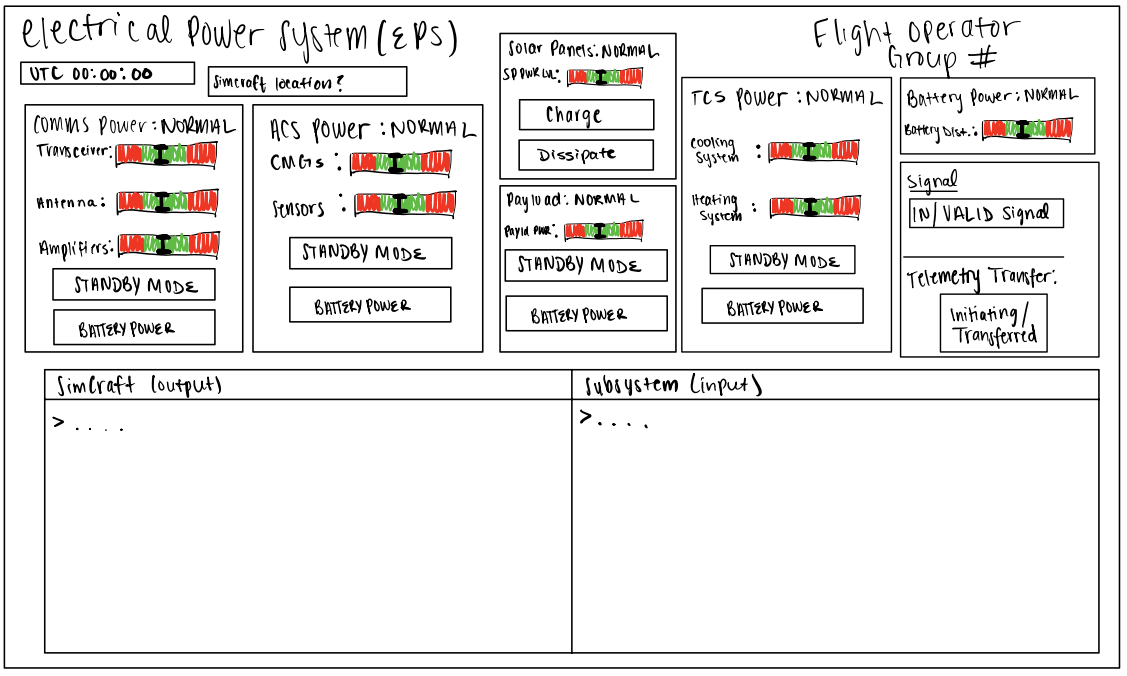 Electrical Power System (EPS)
Flight operator
Group #
UTC 00:00:00
Simcraft location?
COMMS Power: NORMAL
Transceiver:
Antenna:
Amplifiers:
STANDBY MODE
BATTERY POWER
ACS power : NORMAL
CMGs :
Sensors :
STANDBY MODE
BATTERY POWER
Solar Panels: NORMAL
SP PWR LVL:
Charge
Dissipate
Payload: NORMAL
Payld PWR:
STANDBY MODE
BATTERY POWER
TCS power : NORMAL
Cooling
System :
Heating
System :
STANDBY MODE
BATTERY POWER
Battery Power: NORMAL
Battery Dist.:
Signal
IN/VALID Signal
Telemetry Transfer:
Initiating/
Transferred
SimCraft (output)
> . . . .
Subsystem (input)
> . . . .